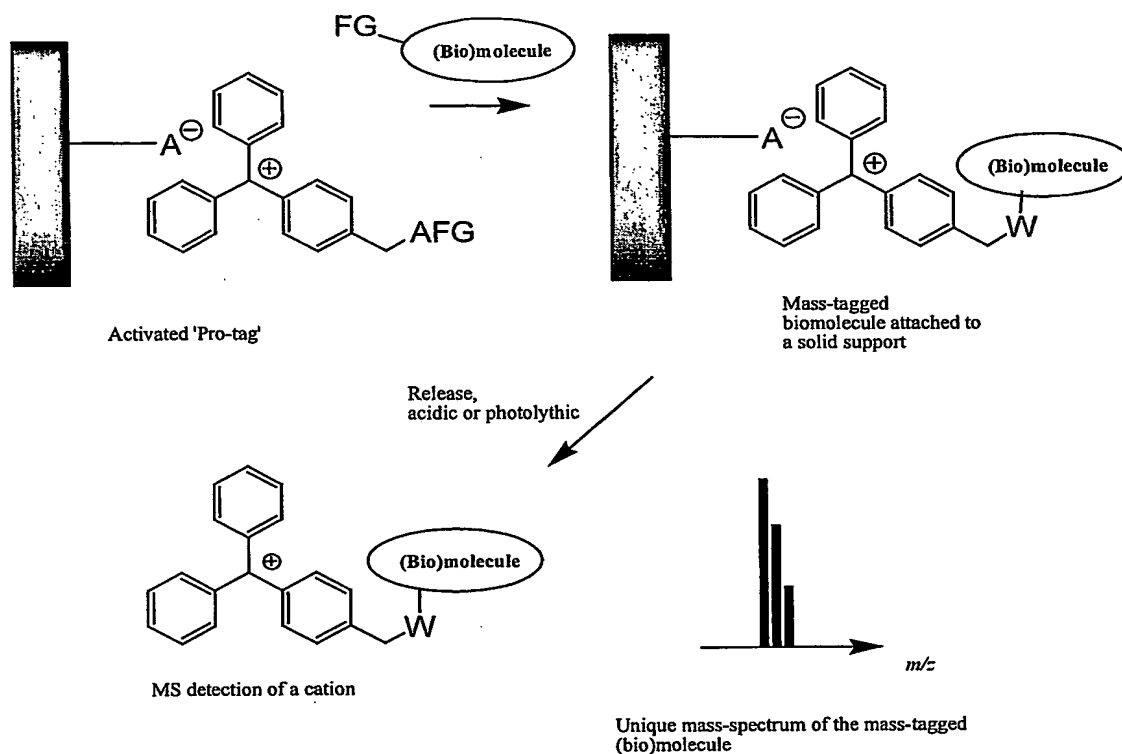 FG
(Bio)molecule
A⊖
⊕
AFG
A⊖
⊕
(Bio)molecule
W
Activated 'Pro-tag'
Mass-tagged
biomolecule attached to
a solid support
Release,
acidic or photolythic
⊕
(Bio)molecule
W
m/z
MS detection of a cation
Unique mass-spectrum of the mass-tagged
(bio)molecule